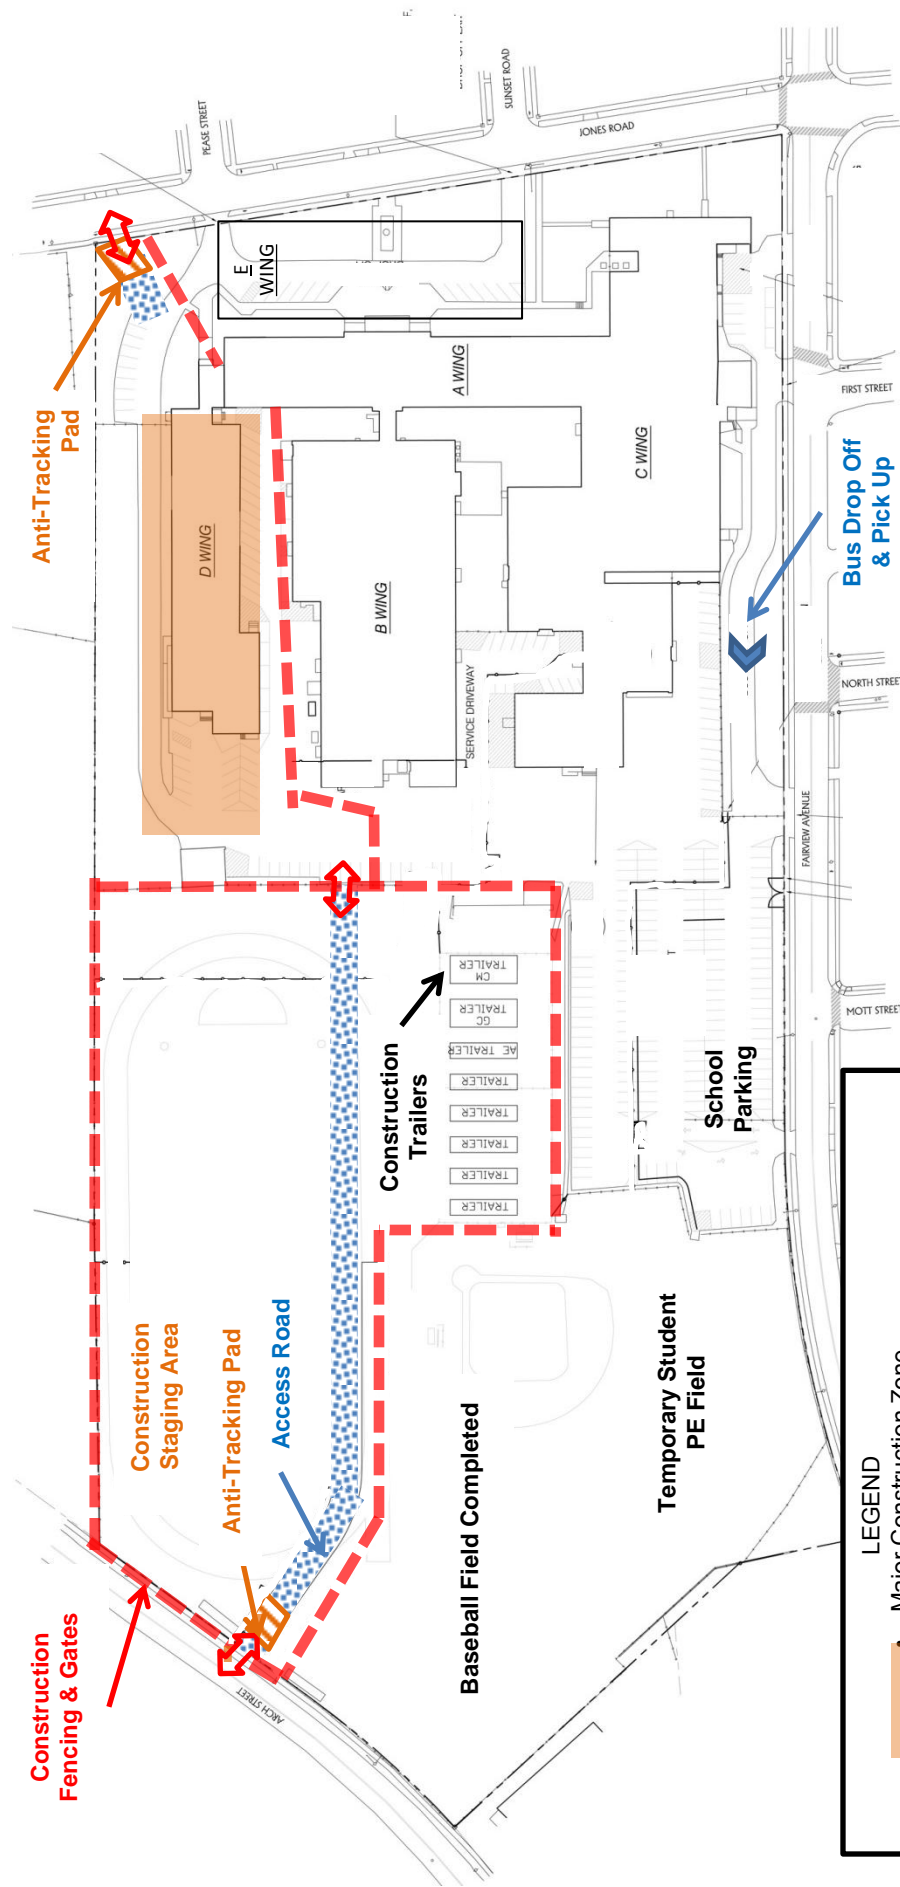 PEASE STREET
SUNSET ROAD
JONES ROAD
E
WING
A WING
Anti-Tracking
Pad
D WING
B WING
C WING
FIRST STREET
Bus Drop Off
& Pick Up
NORTH STREET
SERVICE DRIVEWAY
FAIRVIEW AVENUE
MOTT STREET
CM
TRAILER
GC
TRAILER
AE TRAILER
TRAILER
TRAILER
TRAILER
TRAILER
TRAILER
Construction
Trailers
School
Parking
Construction
Staging Area
Anti-Tracking Pad
Access Road
Temporary Student
PE Field
Baseball Field Completed
Construction
Fencing & Gates
ARCH STREET
LEGEND
Major Construction Zone